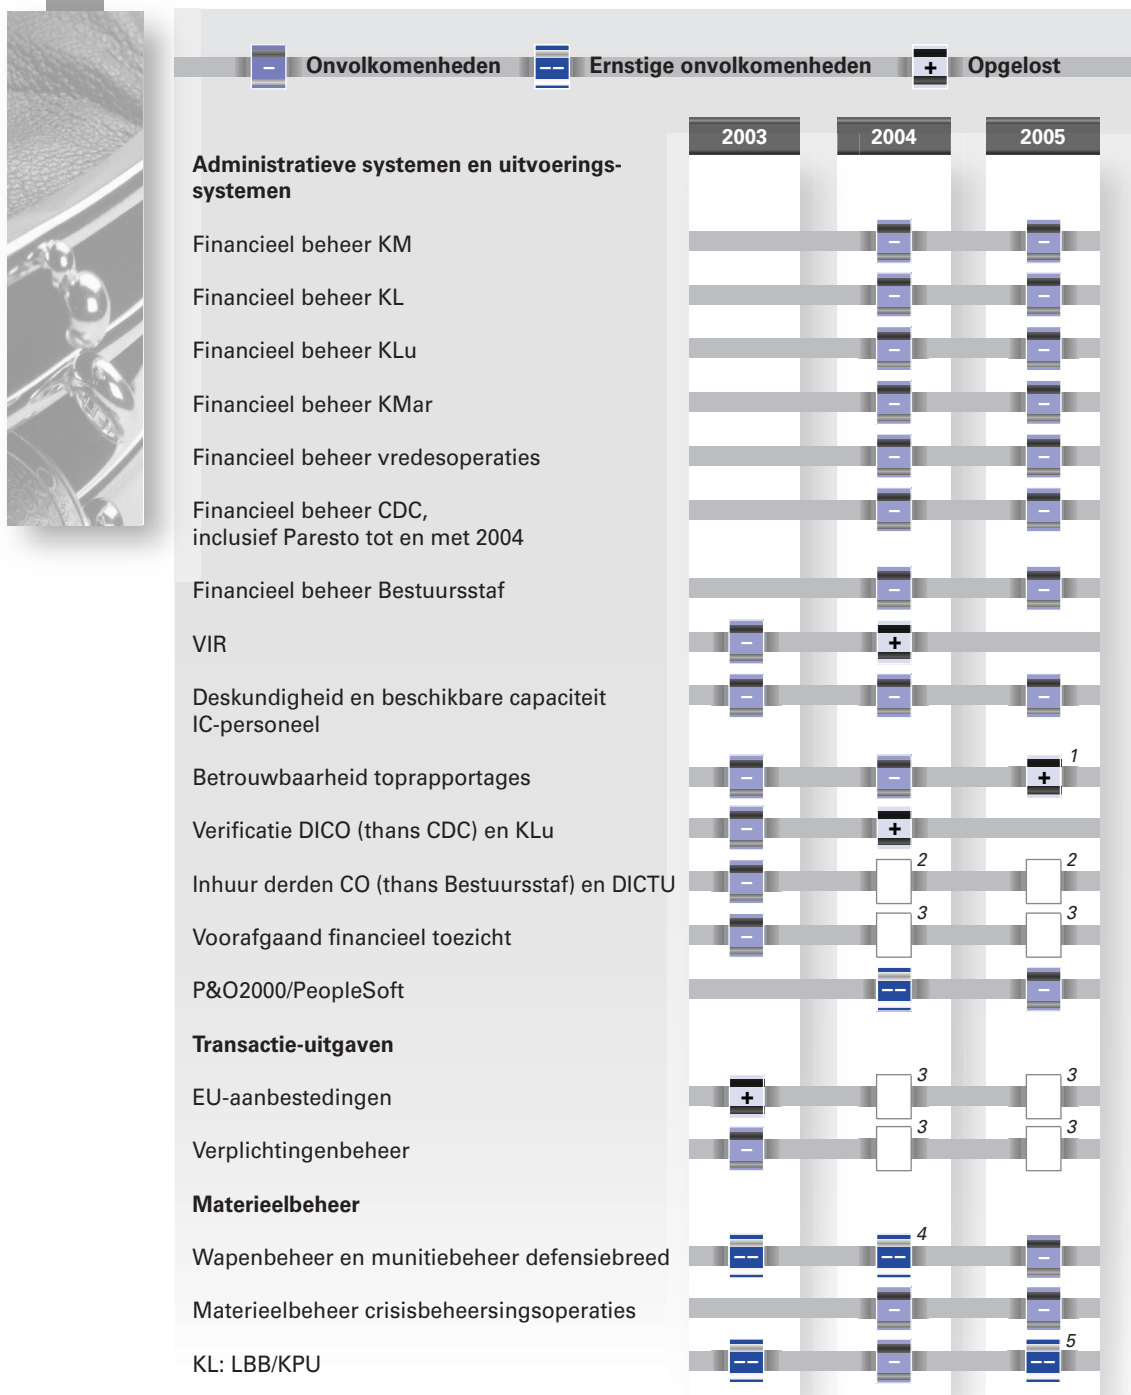 – Onvolkomenheden –– Ernstige onvolkomenheden + Opgelost
2003 2004 2005
Administratieve systemen en uitvoerings-
systemen
Financieel beheer KM – –
Financieel beheer KL – –
Financieel beheer KLu – –
Financieel beheer KMar – –
Financieel beheer vredesoperaties – –
Financieel beheer CDC, – –
inclusief Paresto tot en met 2004
Financieel beheer Bestuursstaf – –
VIR – +
Deskundigheid en beschikbare capaciteit – – –
IC-personeel
Betrouwbaarheid toprapportages – – + 1
Verificatie DICO (thans CDC) en KLu – +
Inhuur derden CO (thans Bestuursstaf) en DICTU – 2 2
Voorafgaand financieel toezicht – 3 3
P&O2000/PeopleSoft –– –
Transactie-uitgaven
EU-aanbestedingen + 3 3
Verplichtingenbeheer – 3 3
Materieelbeheer
Wapenbeheer en munitiebeheer defensiebreed –– –– 4 –
Materieelbeheer crisisbeheersingsoperaties – –
KL: LBB/KPU –– – –– 5